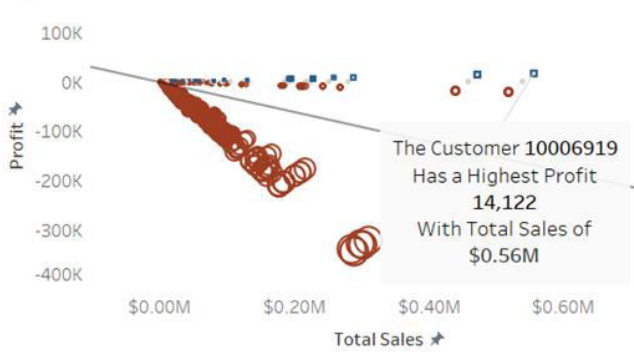 100K
0K
-100K
-200K
-300K
-400K
Profit
The Customer 10006919
Has a Highest Profit
14,122
With Total Sales of
$0.56M
$0.00M $0.20M $0.40M $0.60M
Total Sales